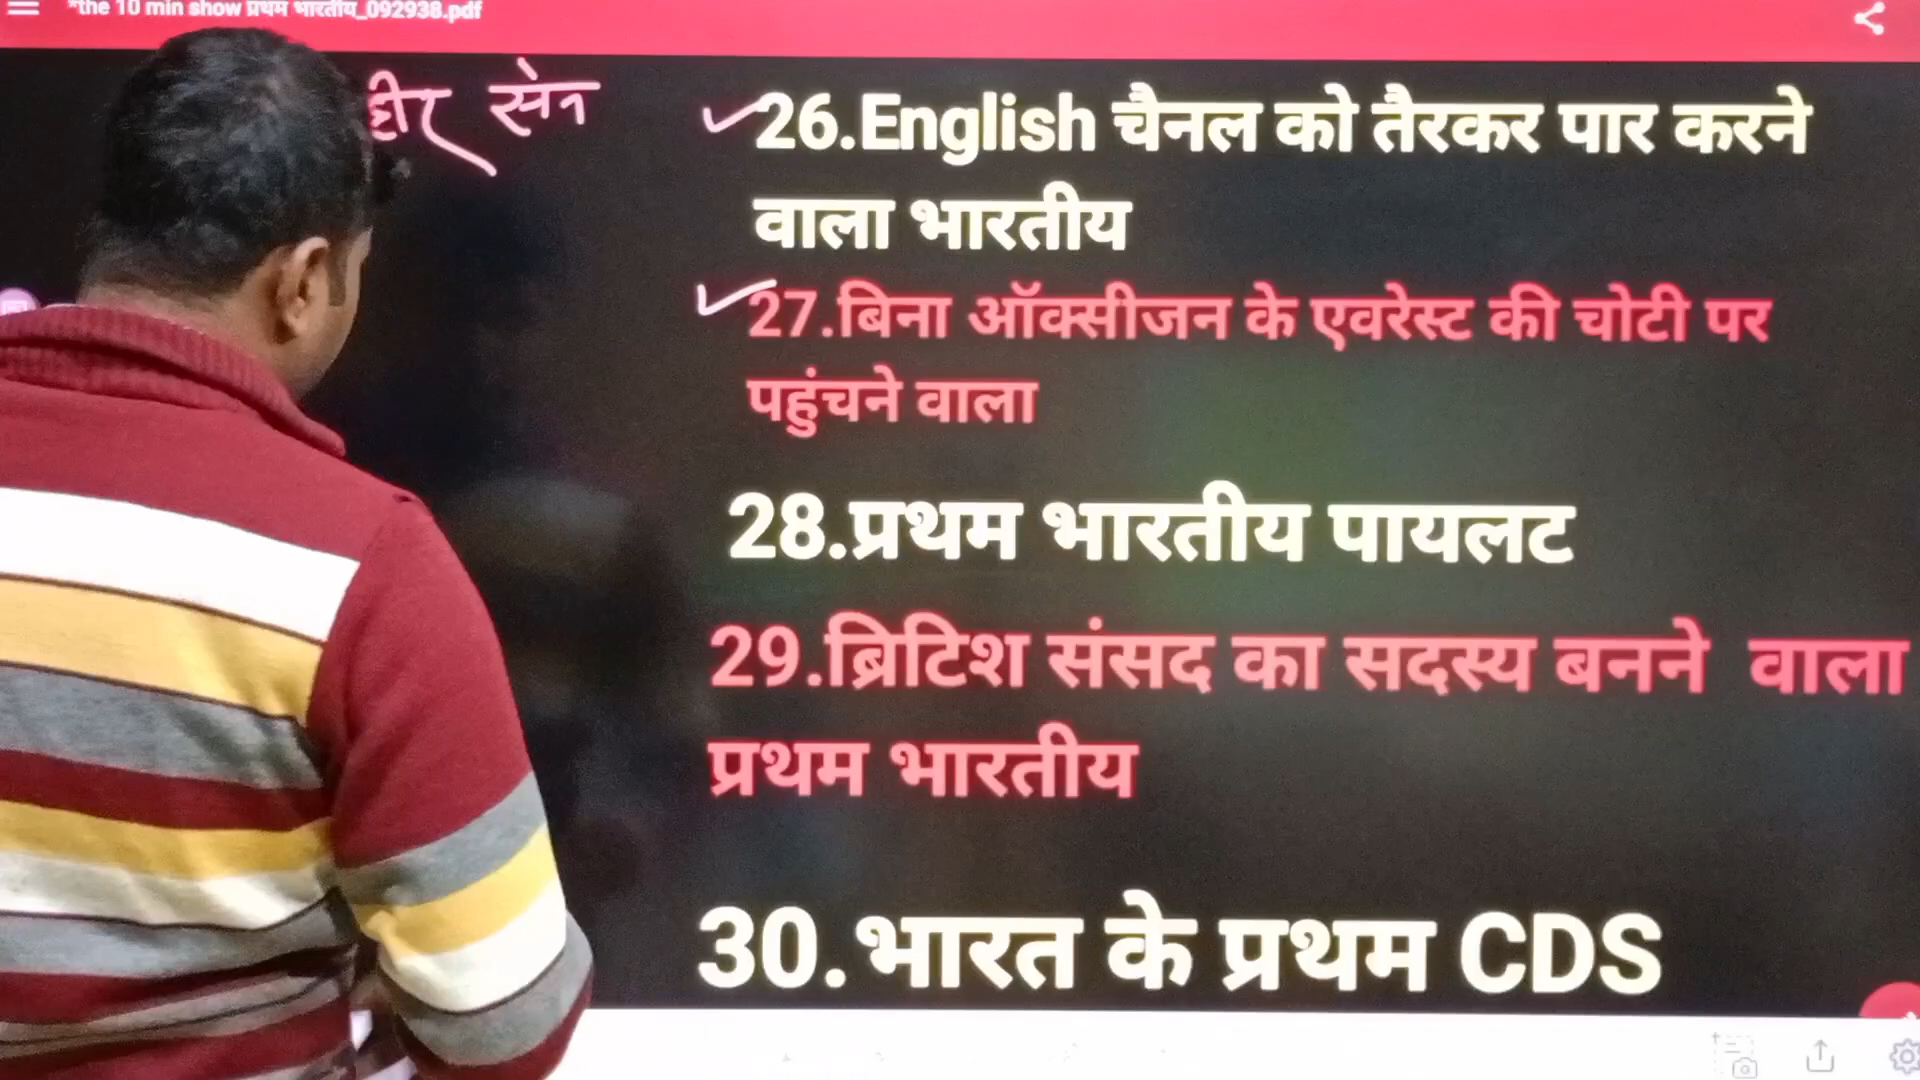 *the 10 min show प्रथम भारतीय_092938.pdf
हीर सेन
26.English चैनल को तैरकर पार करने
वाला भारतीय
27.बिना ऑक्सीजन के एवरेस्ट की चोटी पर
पहुंचने वाला
28.प्रथम भारतीय पायलट
29.ब्रिटिश संसद का सदस्य बनने वाला
प्रथम भारतीय
30.भारत के प्रथम CDS